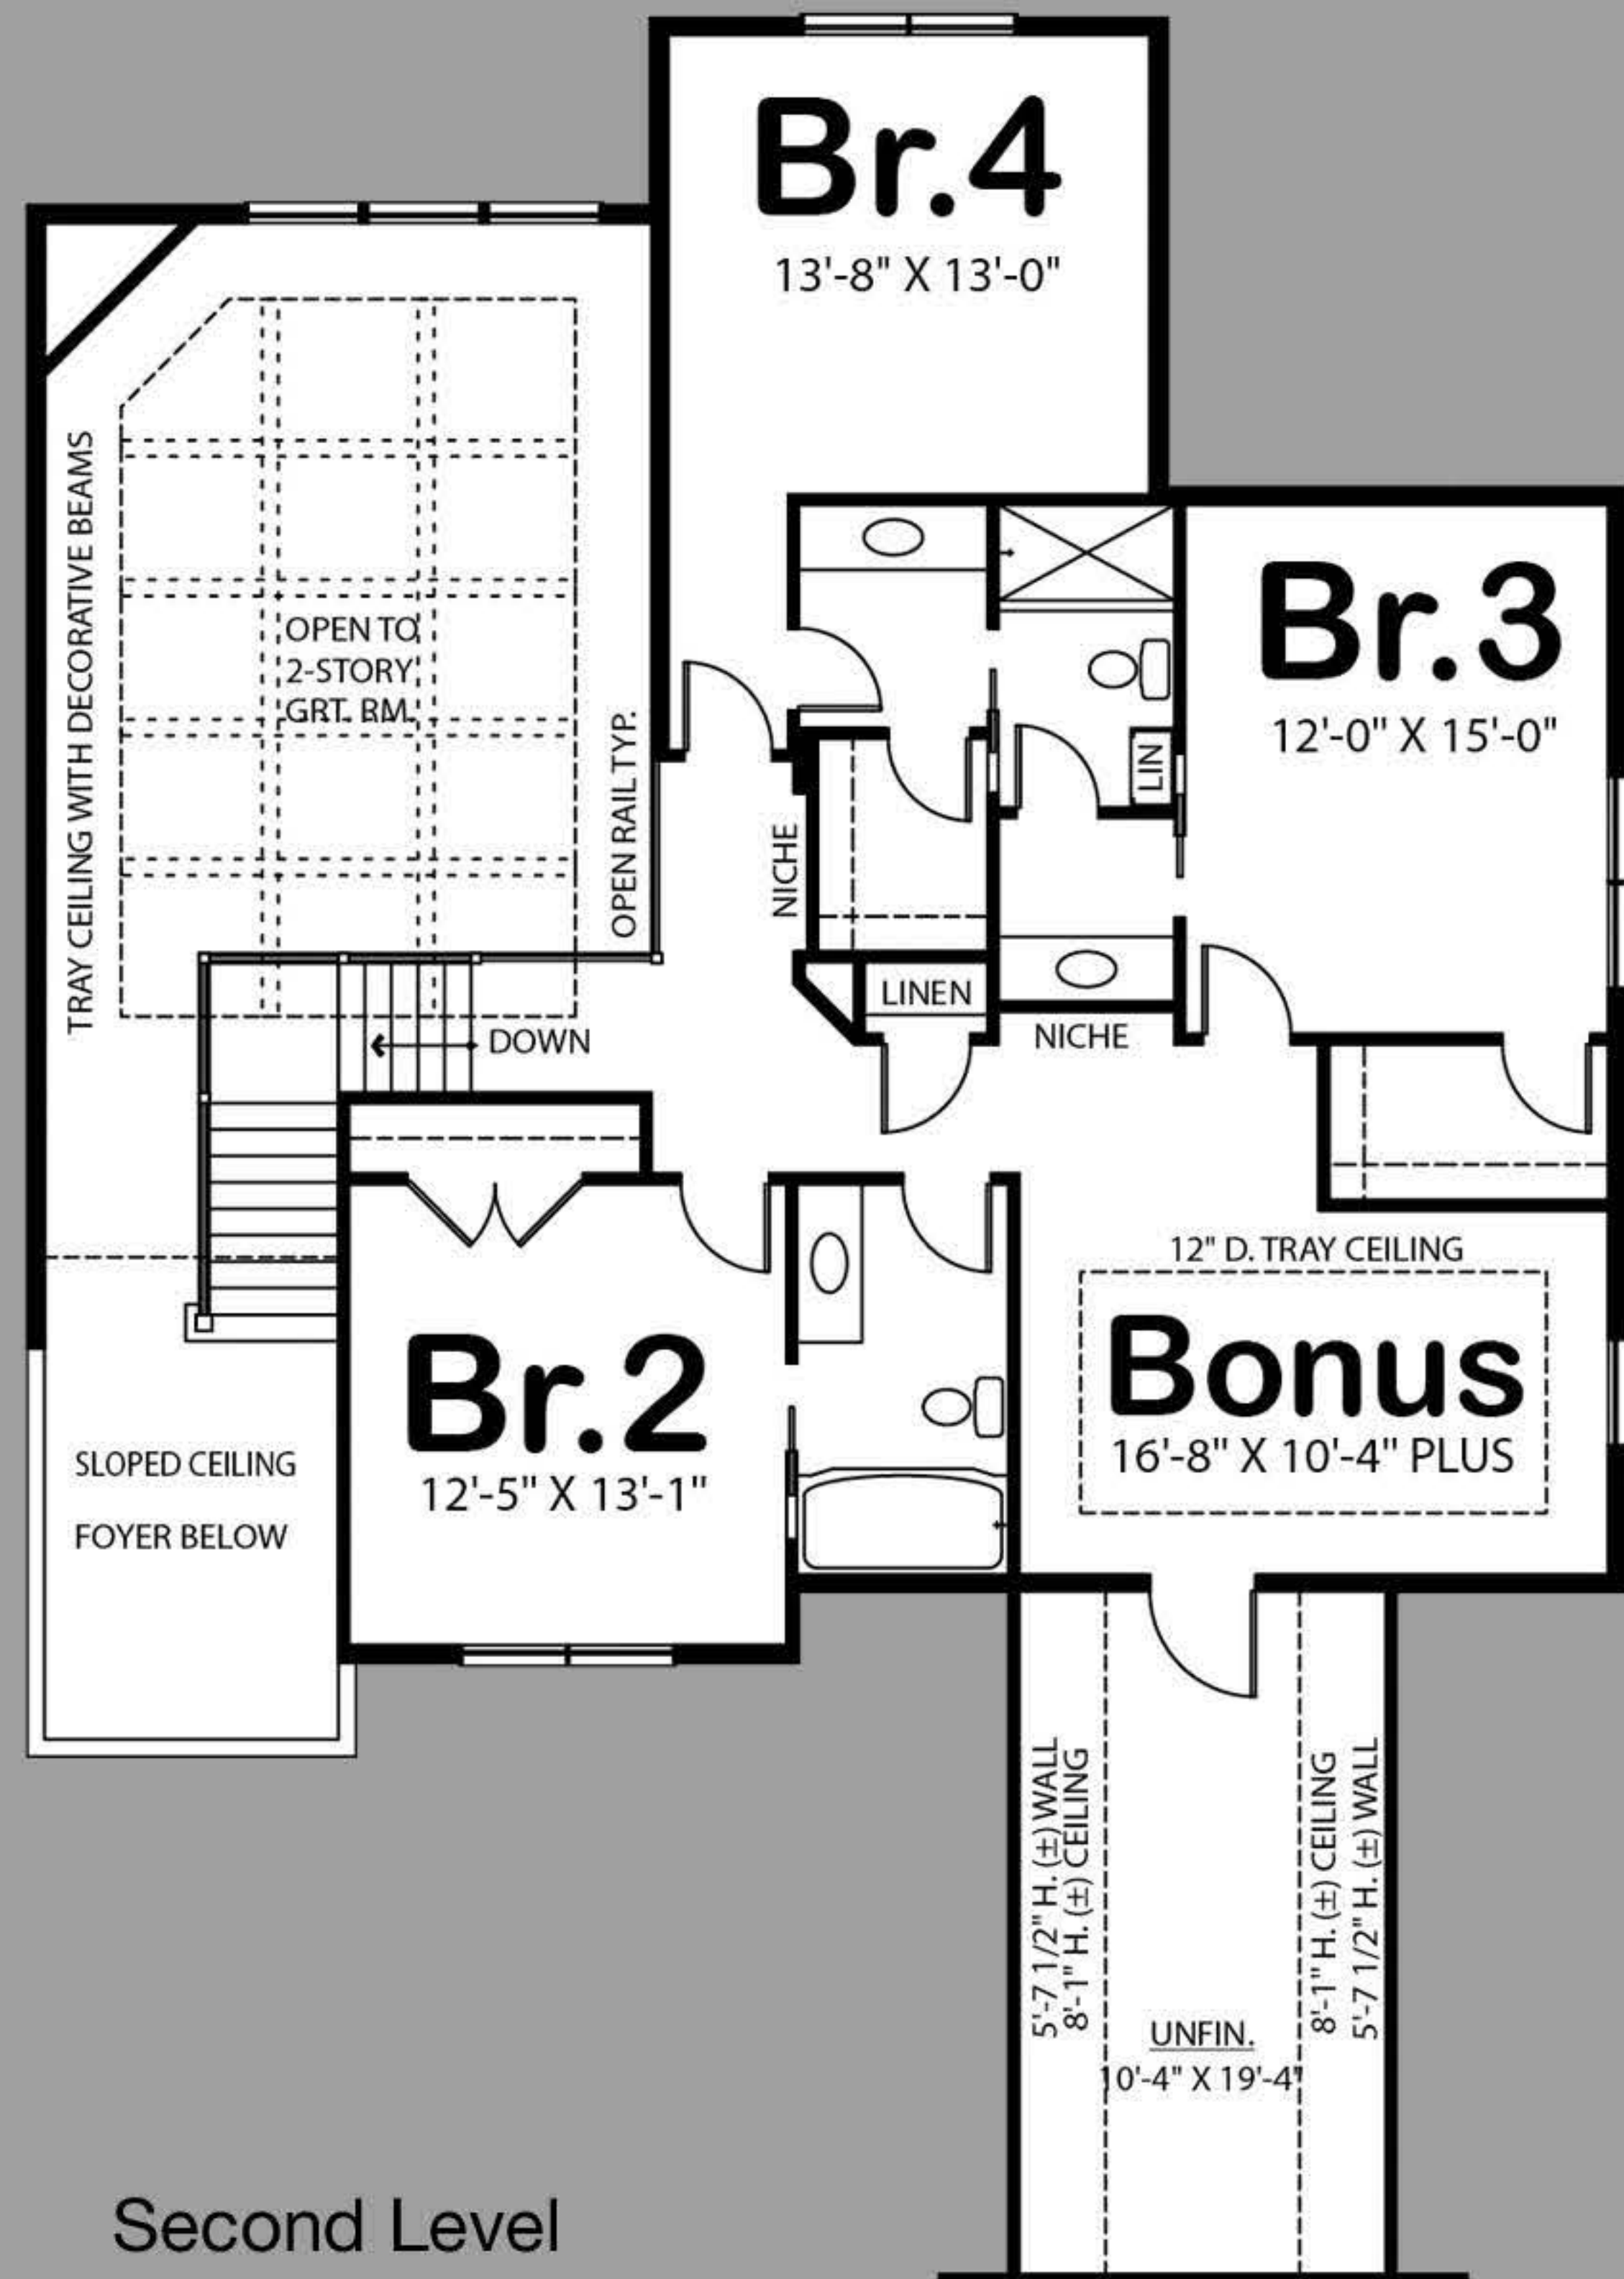 Br.4
13'-8" X 13'-0"
TRAY CEILING WITH DECORATIVE BEAMS
OPEN TO
2-STORY
GRT. RM.
OPEN RAIL TYP.
NICHE
Br.3
12'-0" X 15'-0"
LIN
LINEN
NICHE
DOWN
Br.2
12'-5" X 13'-1"
12" D. TRAY CEILING
Bonus
16'-8" X 10'-4" PLUS
SLOPED CEILING
FOYER BELOW
5'-7 1/2" H. (±) WALL
8'-1" H. (±) CEILING
8'-1" H. (±) CEILING
5'-7 1/2" H. (±) WALL
UNFIN.
10'-4" X 19'-4"
Second Level